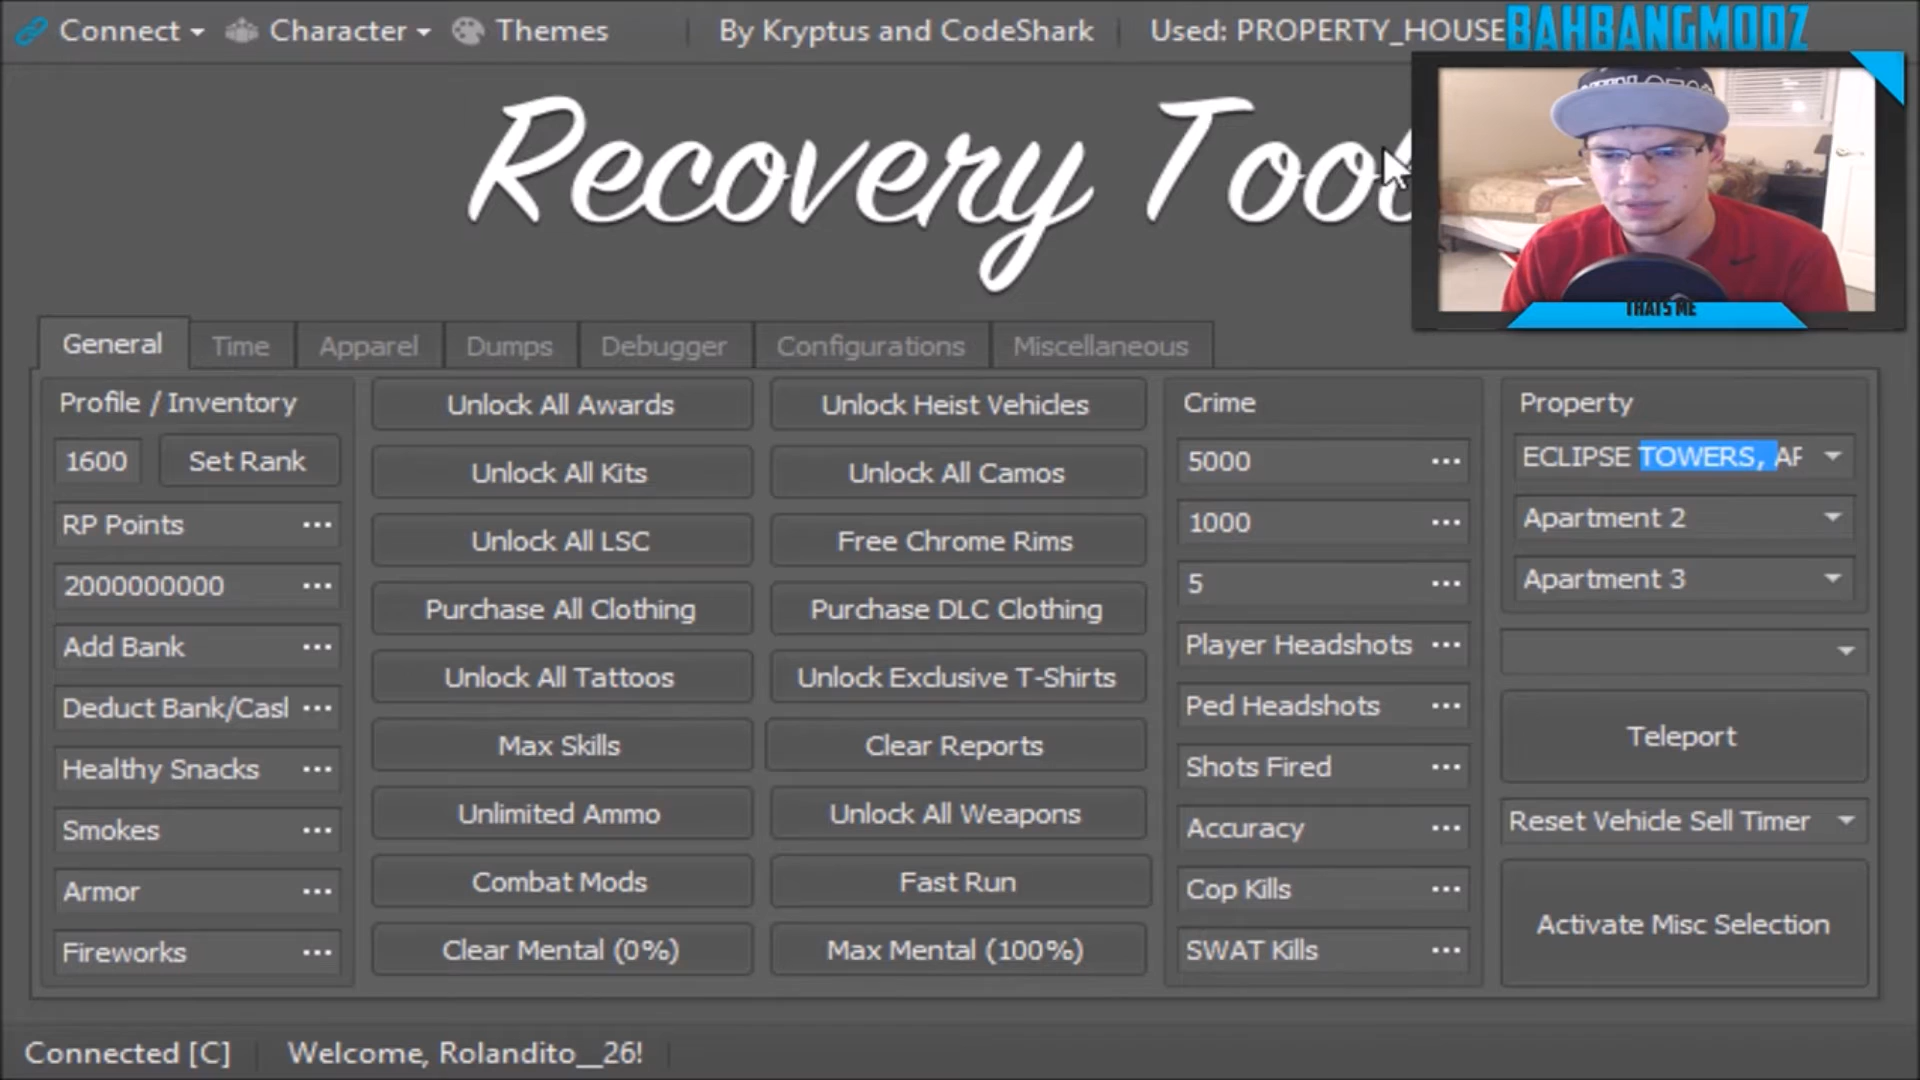 Connect
Character
Themes
By Kryptus and CodeShark
Used: PROPERTY_HOUSE
BAHBANGMODZ
Recovery Tool
THATS ME
General
Time
Apparel
Dumps
Debugger
Configurations
Miscellaneous
Profile / Inventory
1600
Set Rank
RP Points ...
2000000000 ...
Add Bank ...
Deduct Bank/Casl ...
Healthy Snacks ...
Smokes ...
Armor ...
Fireworks ...
Unlock All Awards
Unlock All Kits
Unlock All LSC
Purchase All Clothing
Unlock All Tattoos
Max Skills
Unlimited Ammo
Combat Mods
Clear Mental (0%)
Unlock Heist Vehicles
Unlock All Camos
Free Chrome Rims
Purchase DLC Clothing
Unlock Exclusive T-Shirts
Clear Reports
Unlock All Weapons
Fast Run
Max Mental (100%)
Crime
5000 ...
1000 ...
5 ...
Player Headshots ...
Ped Headshots ...
Shots Fired ...
Accuracy ...
Cop Kills ...
SWAT Kills ...
Property
ECLIPSE TOWERS, AP
Apartment 2
Apartment 3
Teleport
Reset Vehicle Sell Timer
Activate Misc Selection
Connected [C]
Welcome, Rolandito__26!